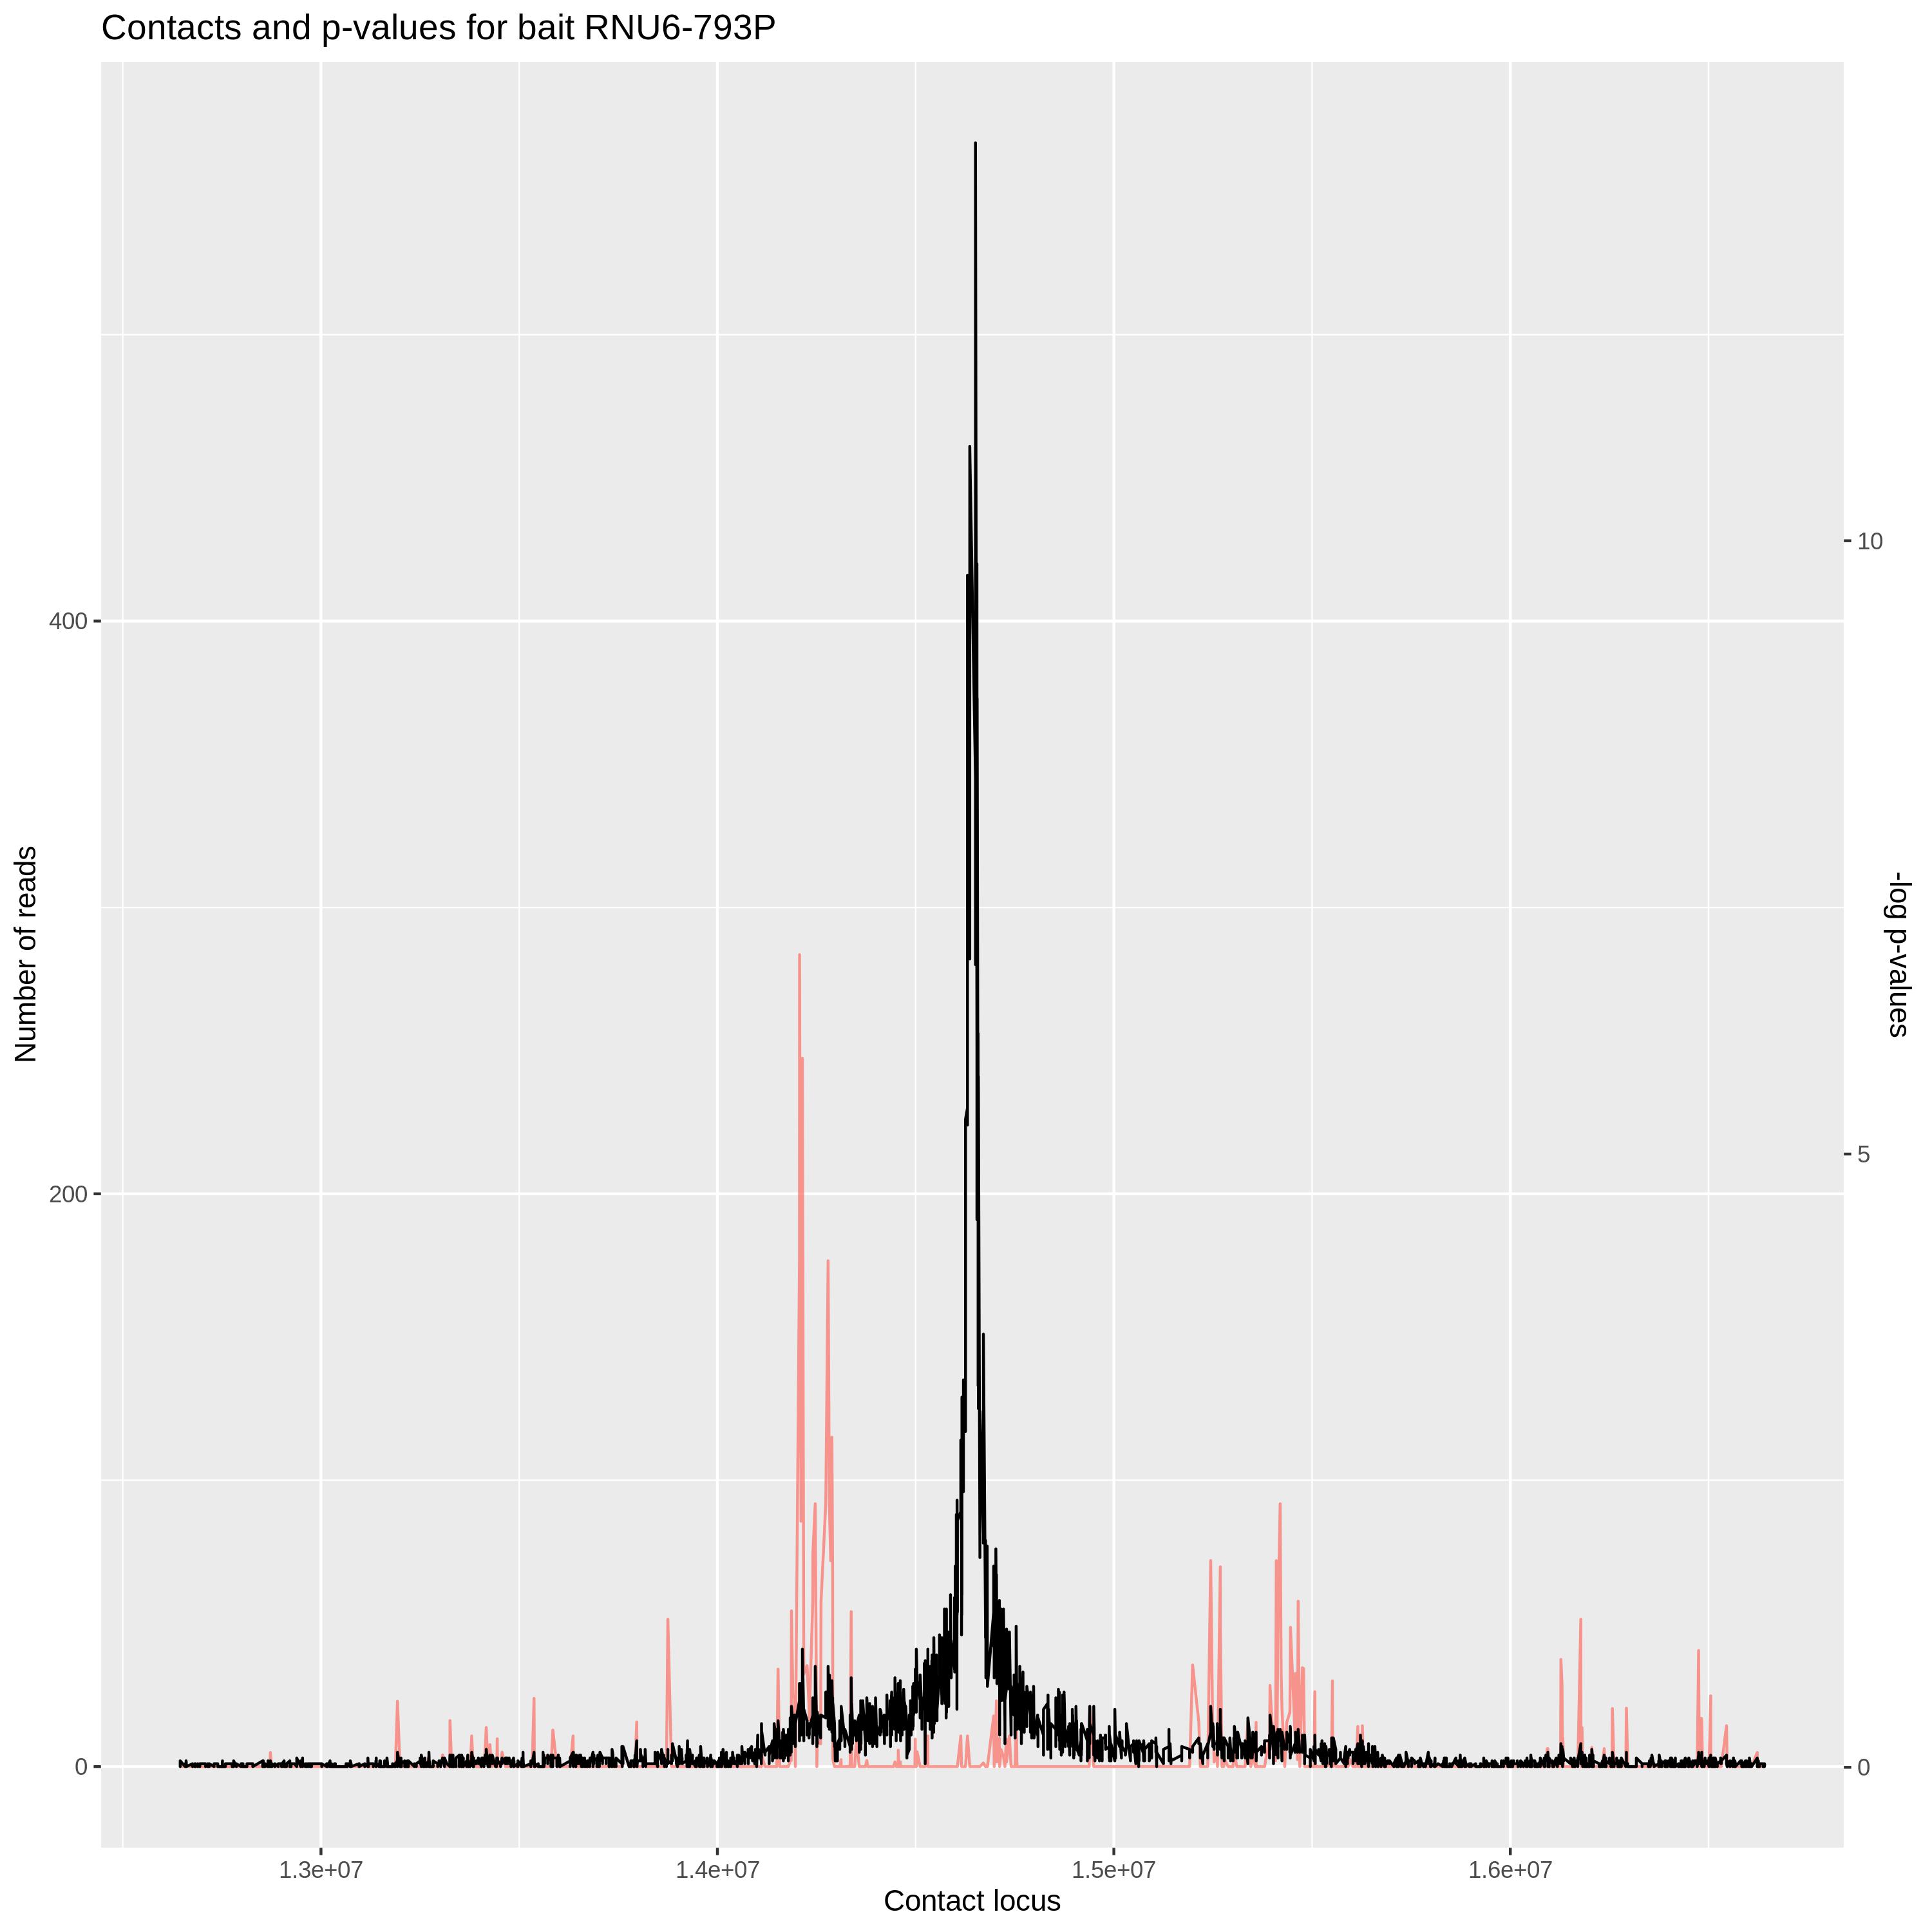 Contacts and p-values for bait RNU6-793P
Number of reads
400
200
0
10
5
0
-log p-values
1.3e+07
1.4e+07
1.5e+07
1.6e+07
Contact locus